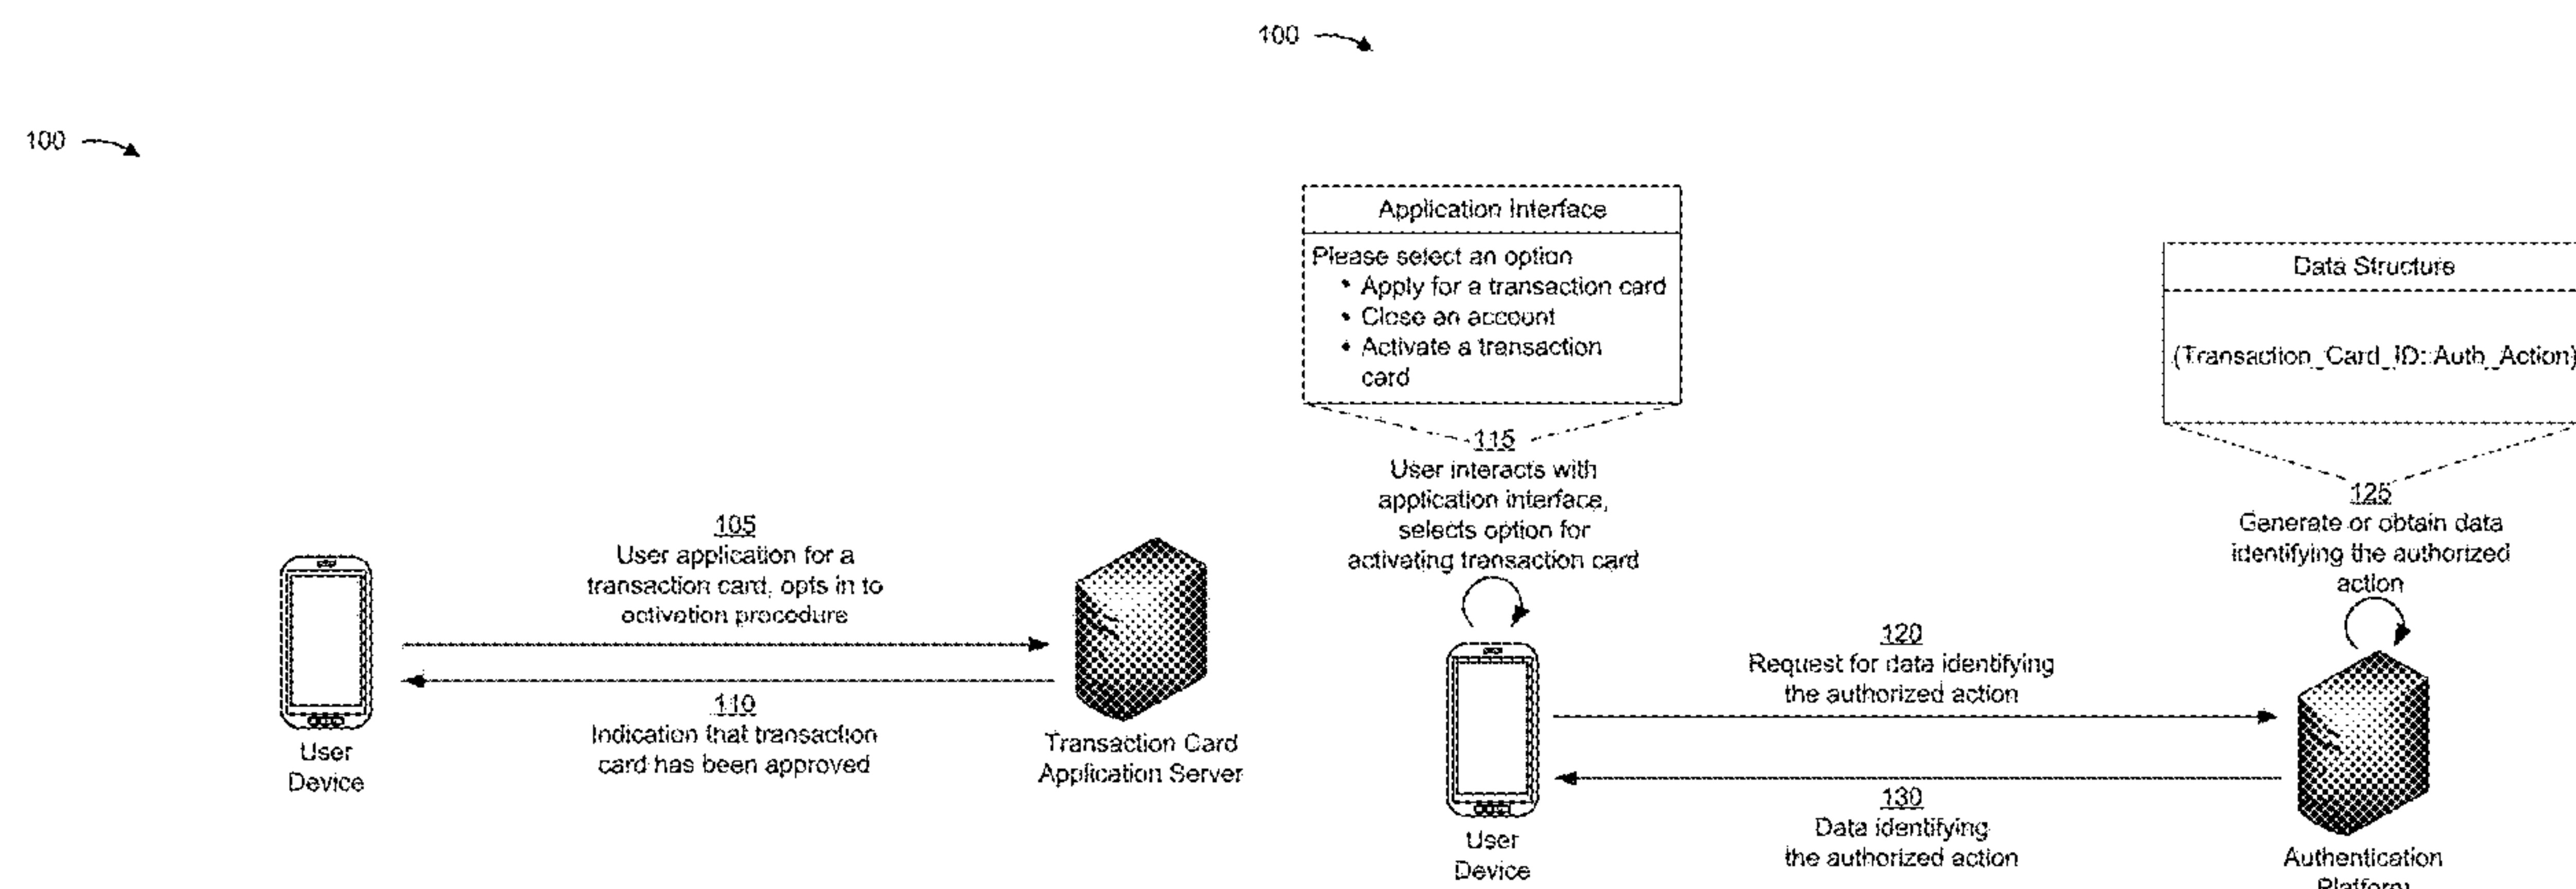 100
105
User application for a
transaction card, opts in to
activation procedure
110
Indication that transaction
card has been approved
User
Device
Transaction Card
Application Server
100
Application Interface
Please select an option
• Apply for a transaction card
• Close an account
• Activate a transaction
card
115
User interacts with
application interface,
selects option for
activating transaction card
Data Structure
(Transaction_Card_ID::Auth_Action)
125
Generate or obtain data
identifying the authorized
action
120
Request for data identifying
the authorized action
130
Data identifying
the authorized action
User
Device
Authentication
Platform